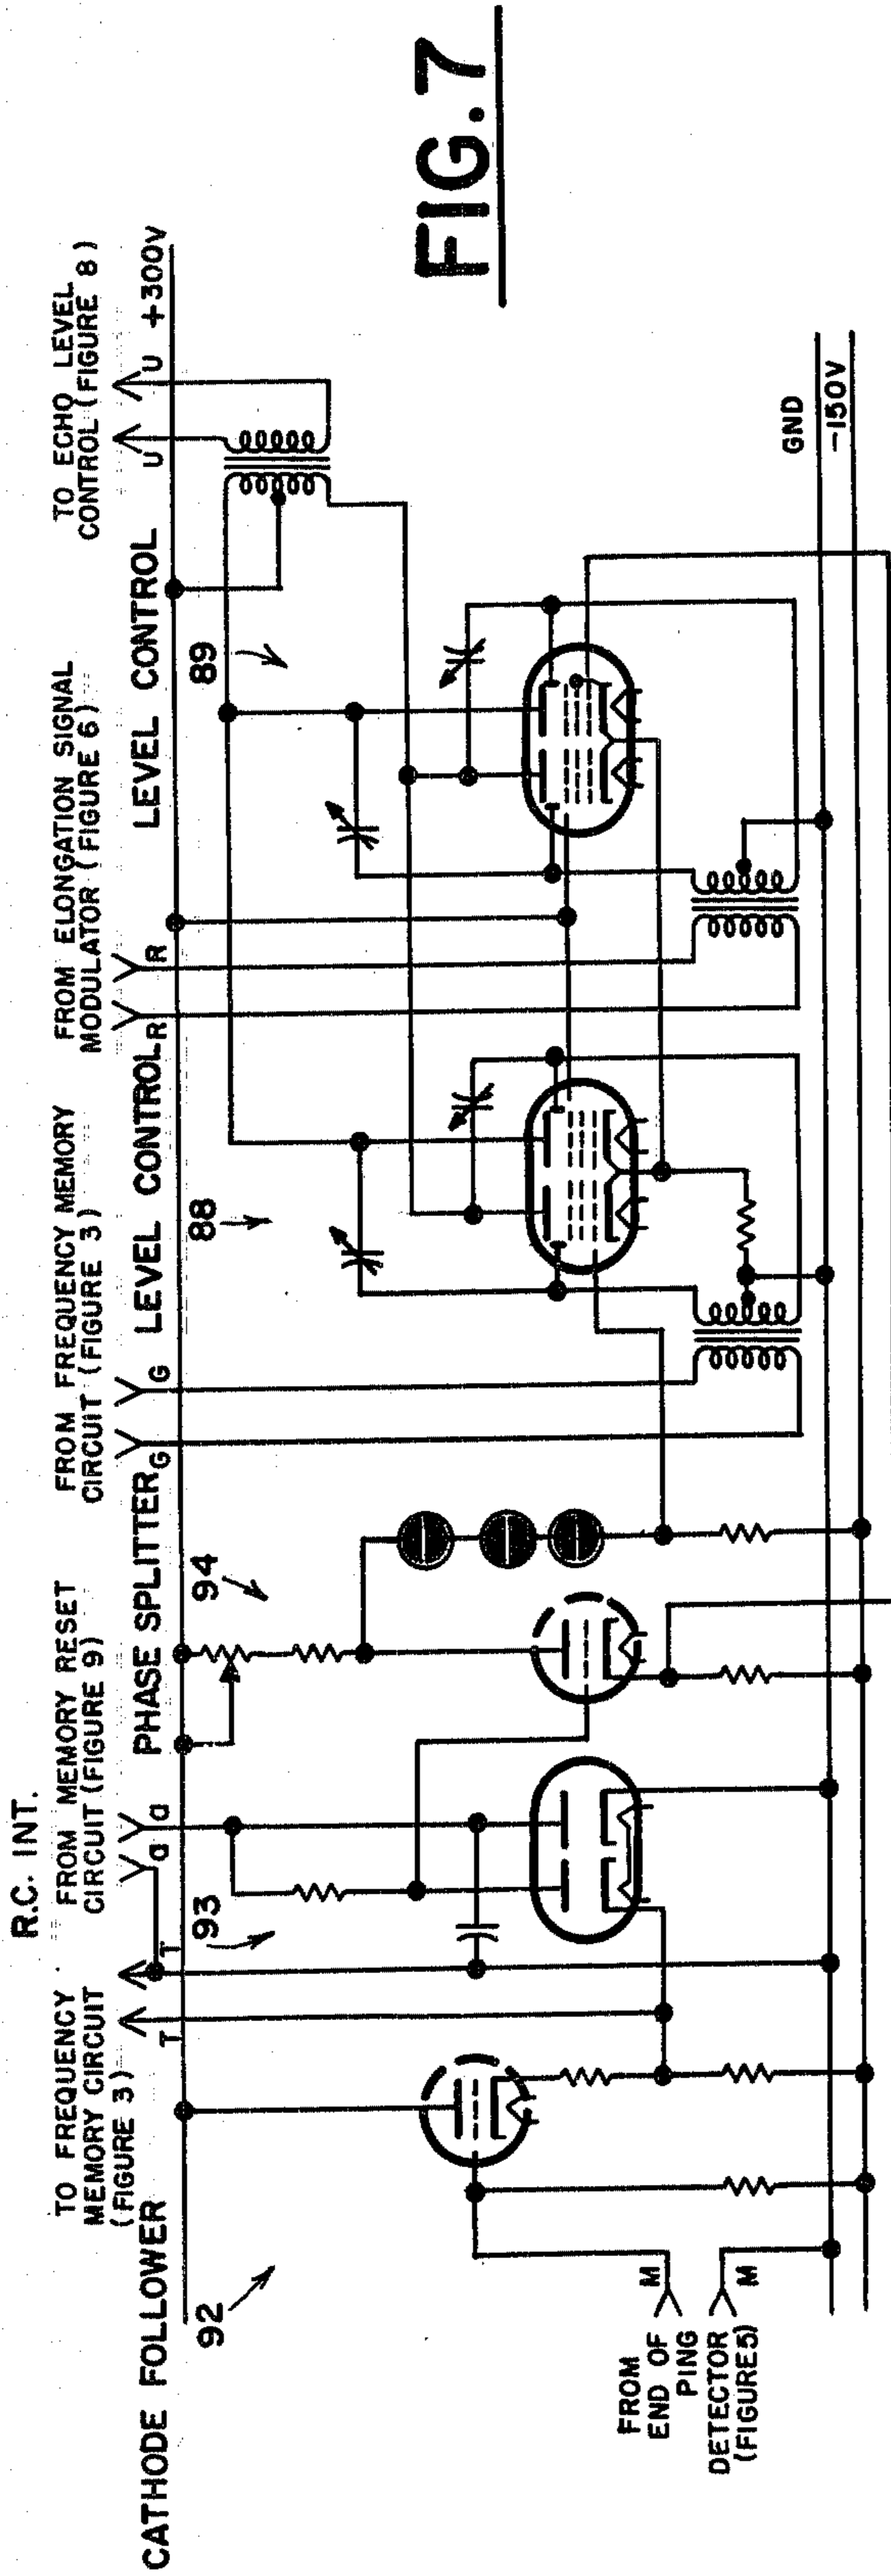 R.C. INT.
TO FREQUENCY
MEMORY CIRCUIT
(FIGURE 3)
FROM MEMORY RESET
CIRCUIT (FIGURE 9)
FROM FREQUENCY MEMORY
CIRCUIT (FIGURE 3)
FROM ELONGATION SIGNAL
MODULATOR (FIGURE 6)
TO ECHO LEVEL
CONTROL (FIGURE 8)
CATHODE FOLLOWER
T
T
a
a
PHASE SPLITTER
G
G
LEVEL CONTROL
R
R
LEVEL CONTROL
U
U
+300V
92
93
94
88
89
FROM
END OF
PING
DETECTOR
(FIGURE5)
M
M
GND
-150V
FIG. 7